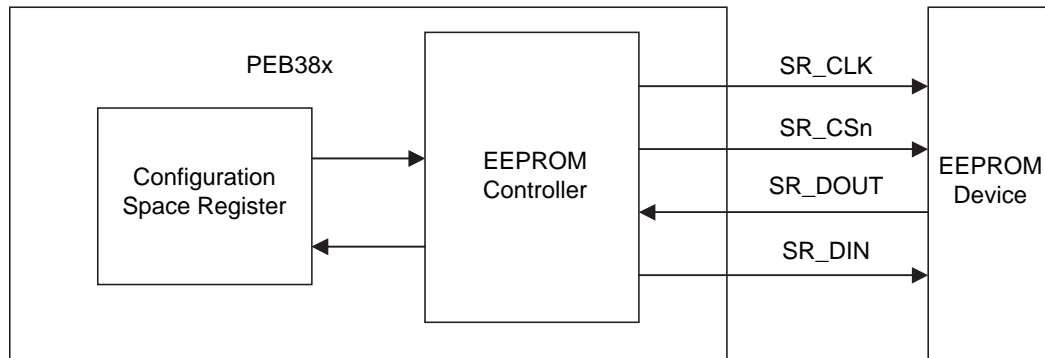 PEB38x
Configuration
Space Register
EEPROM
Controller
SR_CLK
SR_CSn
SR_DOUT
SR_DIN
EEPROM
Device